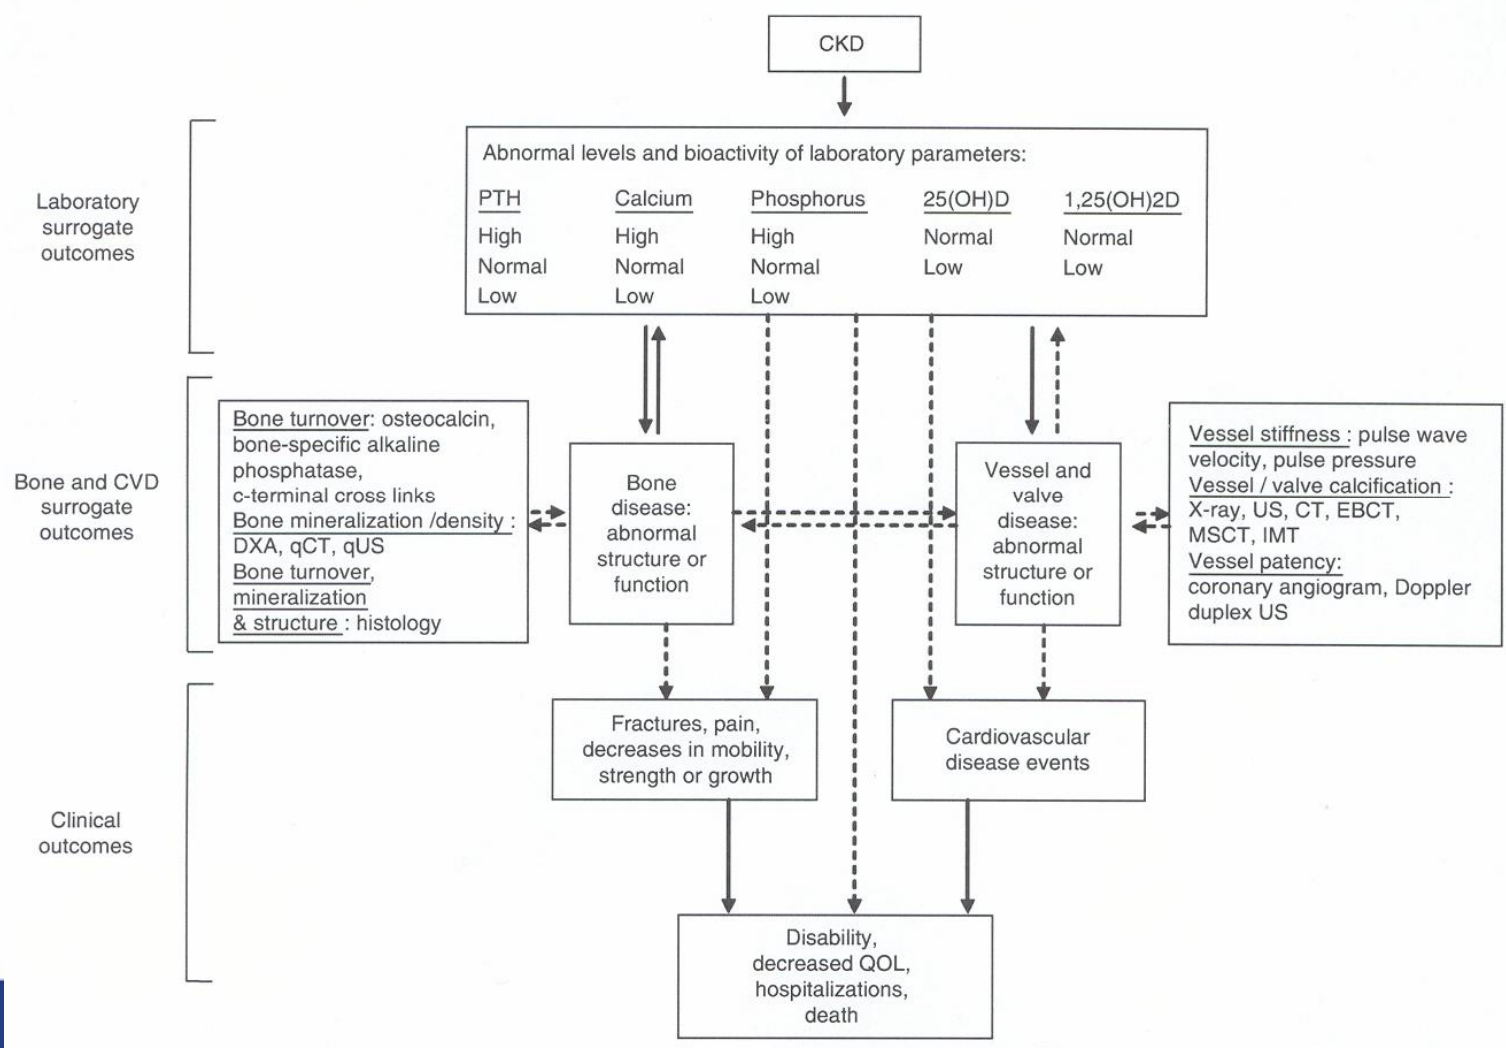 CKD
Laboratory
surrogate
outcomes
Abnormal levels and bioactivity of laboratory parameters:
PTH Calcium Phosphorus 25(OH)D 1,25(OH)2D
High High High Normal Normal
Normal Normal Normal Low Low
Low Low Low
Bone and CVD
surrogate
outcomes
Bone turnover: osteocalcin,
bone-specific alkaline
phosphatase,
c-terminal cross links
Bone mineralization /density :
DXA, qCT, qUS
Bone turnover,
mineralization
& structure : histology
Bone
disease:
abnormal
structure or
function
Vessel and
valve
disease:
abnormal
structure or
function
Vessel stiffness : pulse wave
velocity, pulse pressure
Vessel / valve calcification :
X-ray, US, CT, EBCT,
MSCT, IMT
Vessel patency:
coronary angiogram, Doppler
duplex US
Clinical
outcomes
Fractures, pain,
decreases in mobility,
strength or growth
Cardiovascular
disease events
Disability,
decreased QOL,
hospitalizations,
death